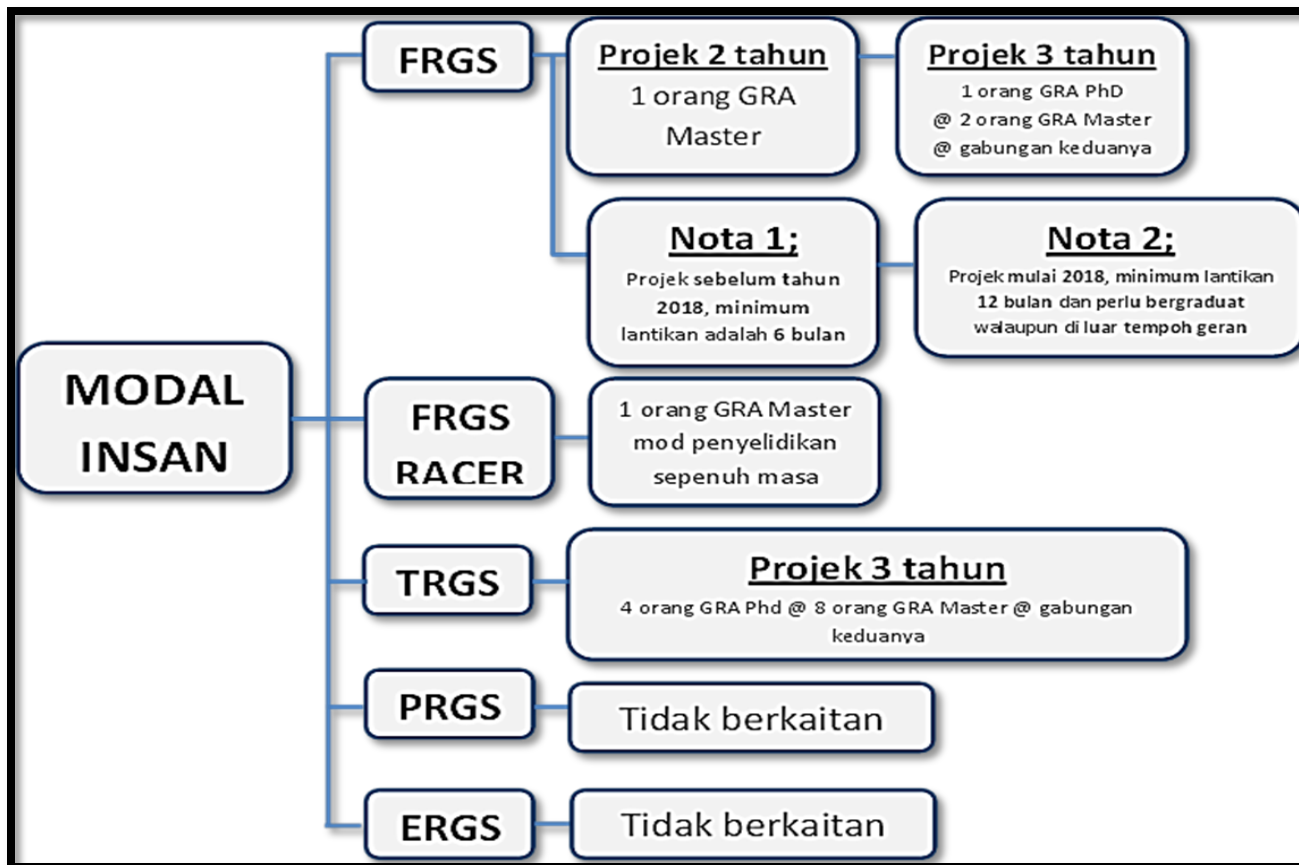 MODAL
INSAN
FRGS
Projek 2 tahun
1 orang GRA
Master
Projek 3 tahun
1 orang GRA PhD
@ 2 orang GRA Master
@ gabungan keduanya
Nota 1;
Projek sebelum tahun
2018, minimum
lantikan adalah 6 bulan
Nota 2;
Projek mulai 2018, minimum lantikan
12 bulan dan perlu bergraduat
walaupun di luar tempoh geran
FRGS
RACER
1 orang GRA Master
mod penyelidikan
sepenuh masa
TRGS
Projek 3 tahun
4 orang GRA Phd @ 8 orang GRA Master @ gabungan
keduanya
PRGS
Tidak berkaitan
ERGS
Tidak berkaitan